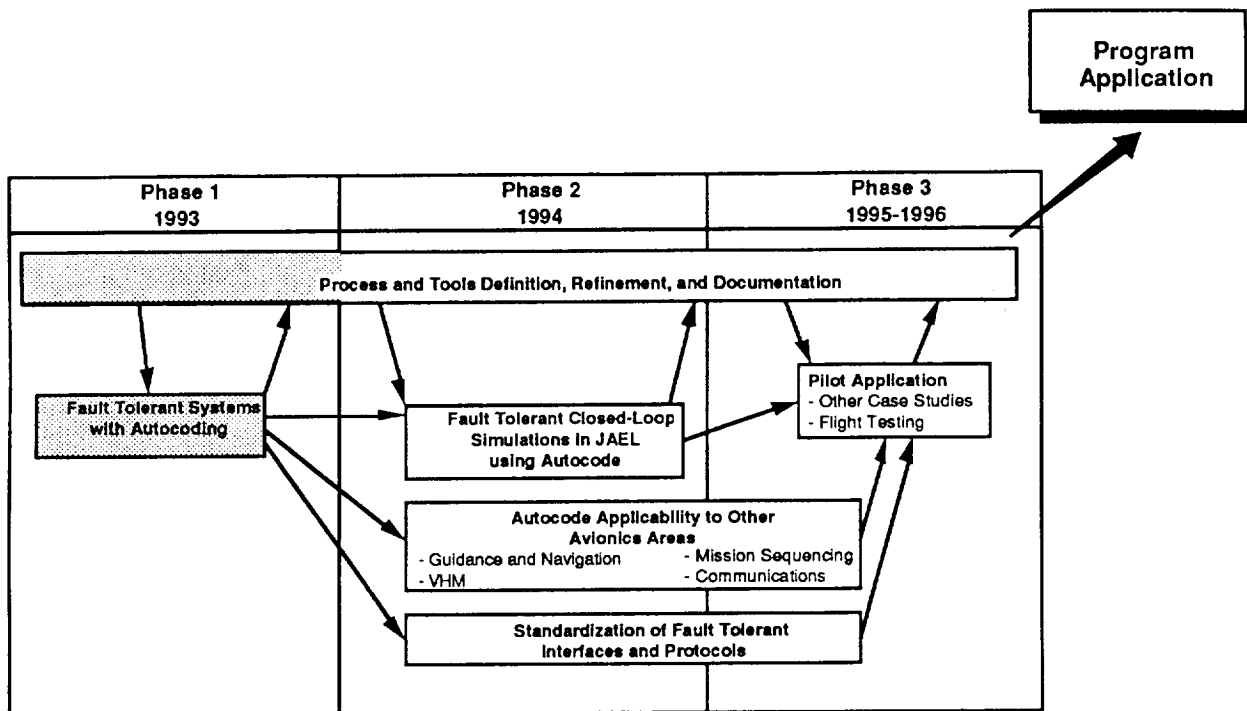 Program
Application
Phase 1
1993
Phase 2
1994
Phase 3
1995-1996
Process and Tools Definition, Refinement, and Documentation
Fault Tolerant Systems
with Autocoding
Fault Tolerant Closed-Loop
Simulations in JAEL
using Autocode
Pilot Application
- Other Case Studies
- Flight Testing
Autocode Applicability to Other
Avionics Areas
- Guidance and Navigation
- VHM
- Mission Sequencing
- Communications
Standardization of Fault Tolerant
Interfaces and Protocols